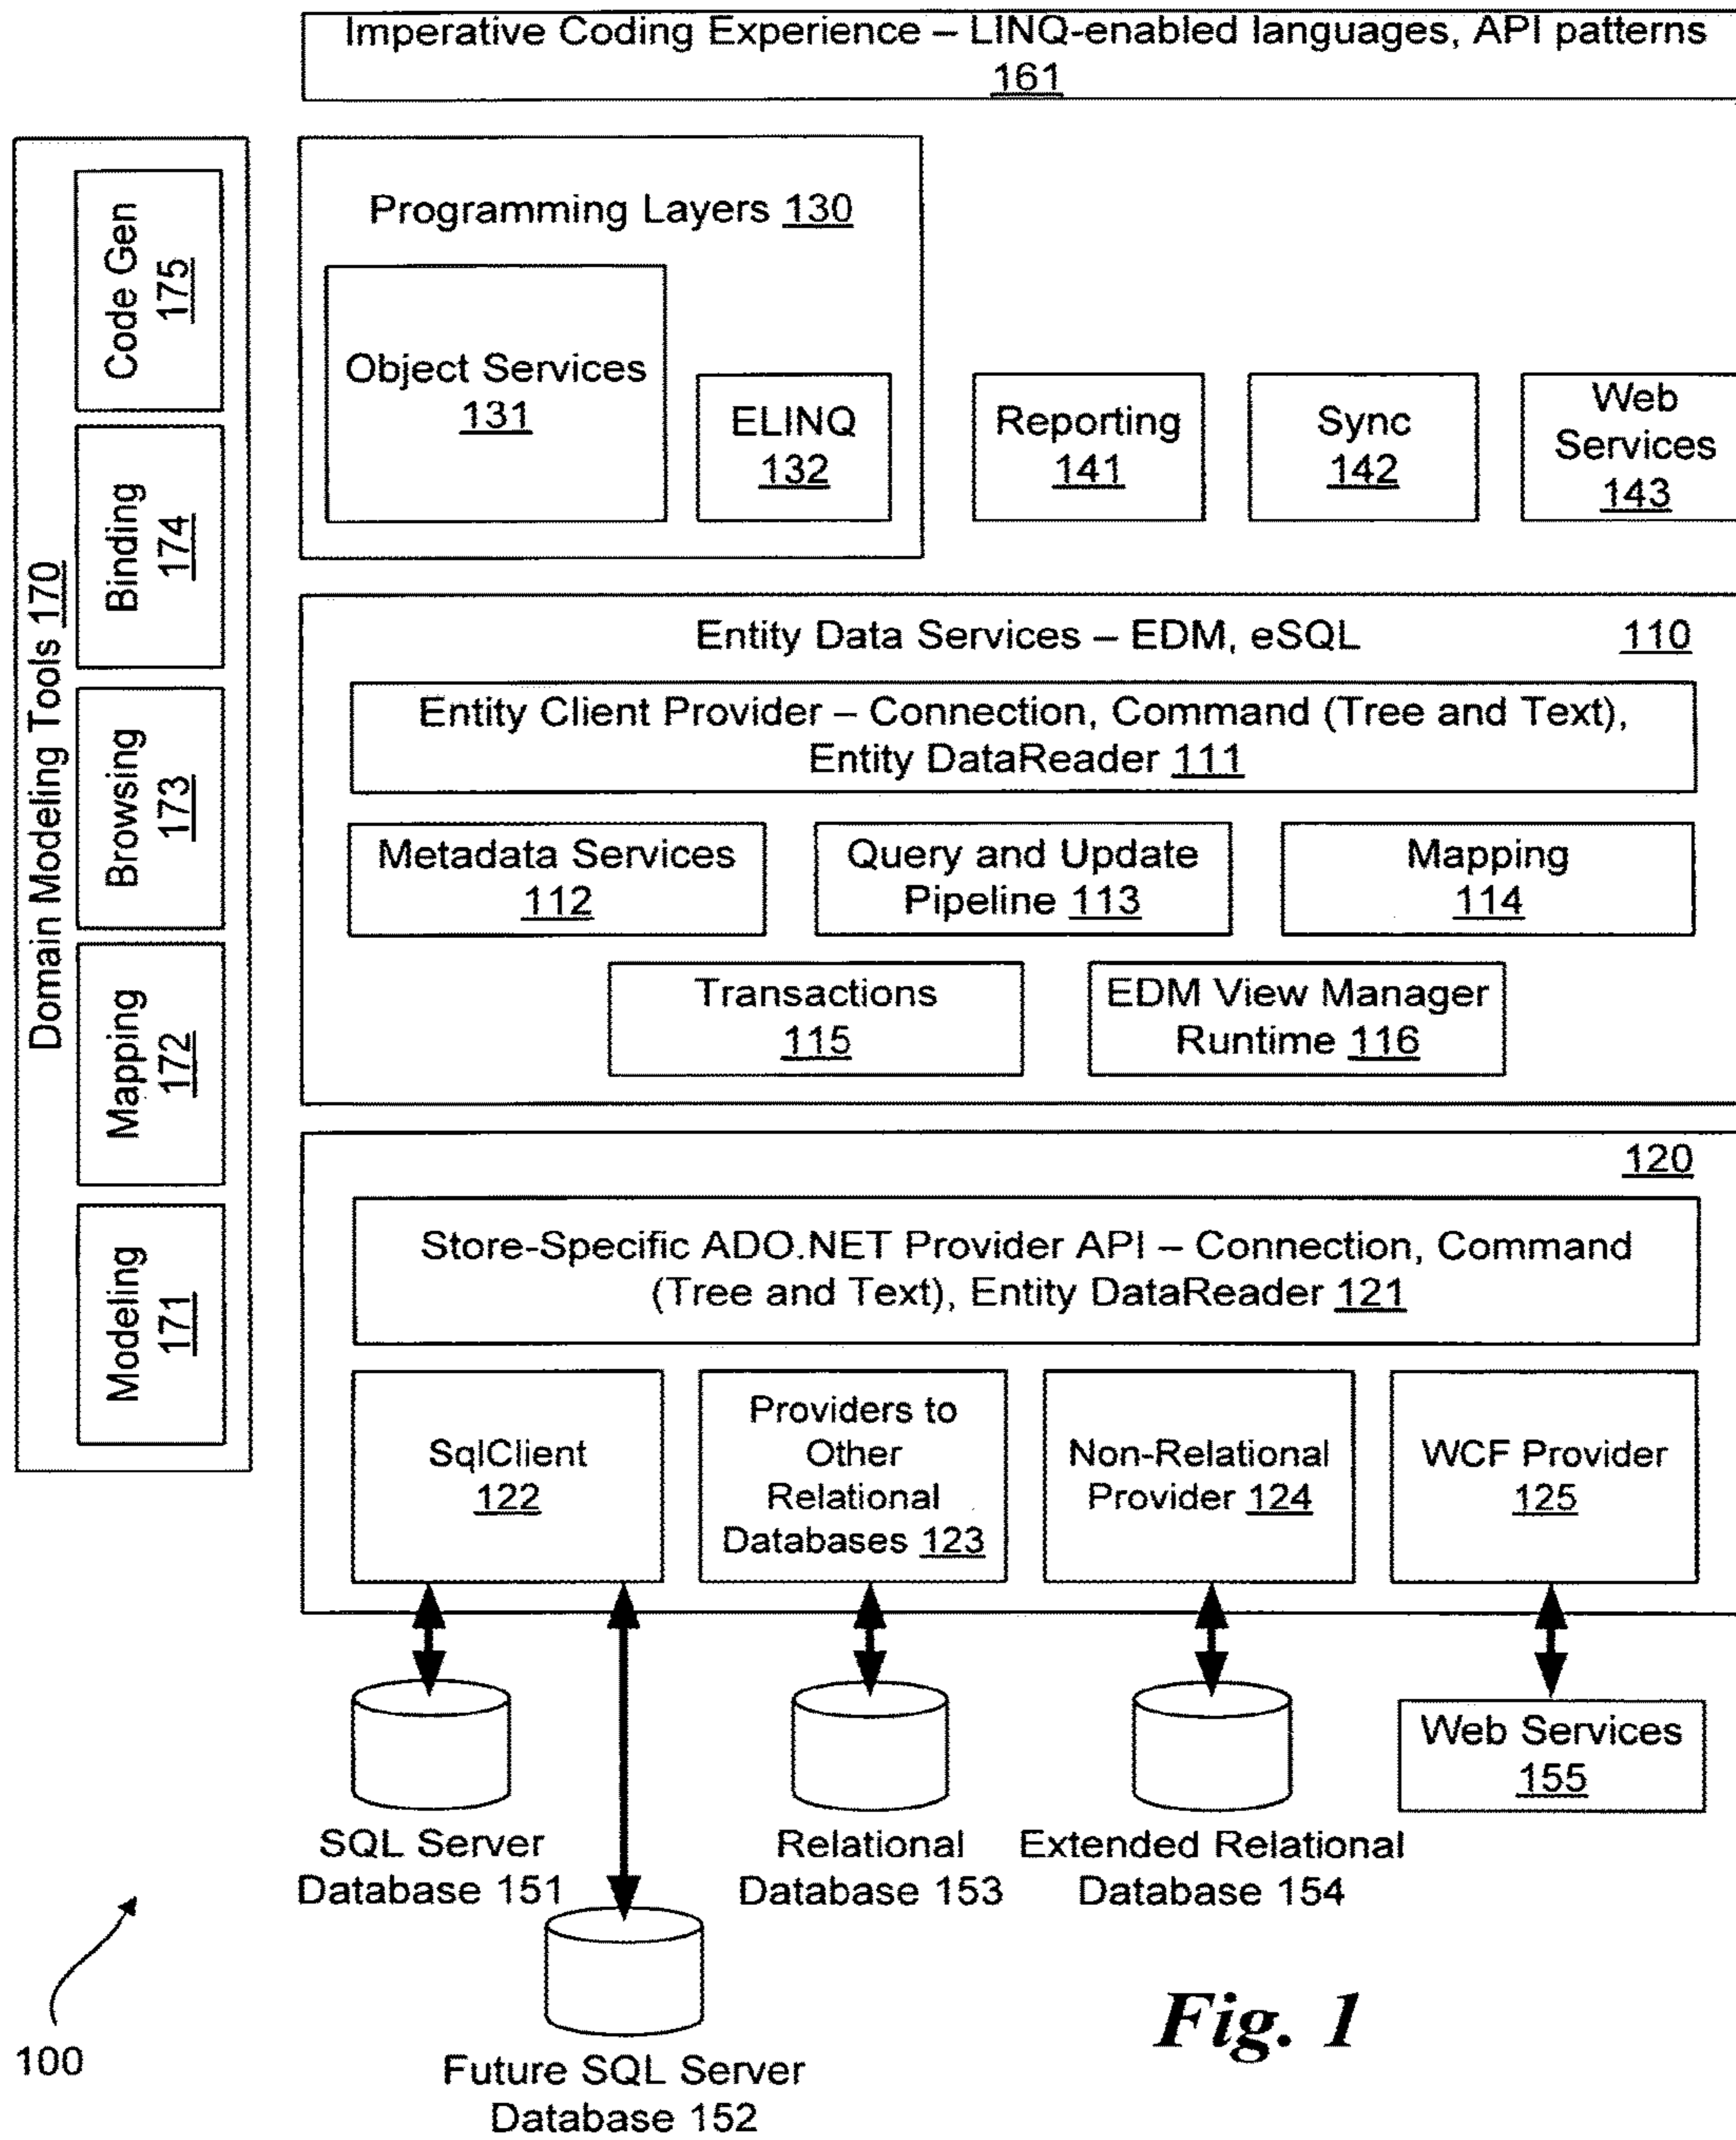 Imperative Coding Experience – LINQ-enabled languages, API patterns
161
Domain Modeling Tools 170
Code Gen
175
Binding
174
Browsing
173
Mapping
172
Modeling
171
Programming Layers 130
Object Services
131
ELINQ
132
Reporting
141
Sync
142
Web
Services
143
Entity Data Services – EDM, eSQL 110
Entity Client Provider – Connection, Command (Tree and Text),
Entity DataReader 111
Metadata Services
112
Query and Update
Pipeline 113
Mapping
114
Transactions
115
EDM View Manager
Runtime 116
120
Store-Specific ADO.NET Provider API – Connection, Command
(Tree and Text), Entity DataReader 121
SqlClient
122
Providers to
Other
Relational
Databases 123
Non-Relational
Provider 124
WCF Provider
125
SQL Server
Database 151
Relational
Database 153
Extended Relational
Database 154
Web Services
155
Future SQL Server
Database 152
100
Fig. 1